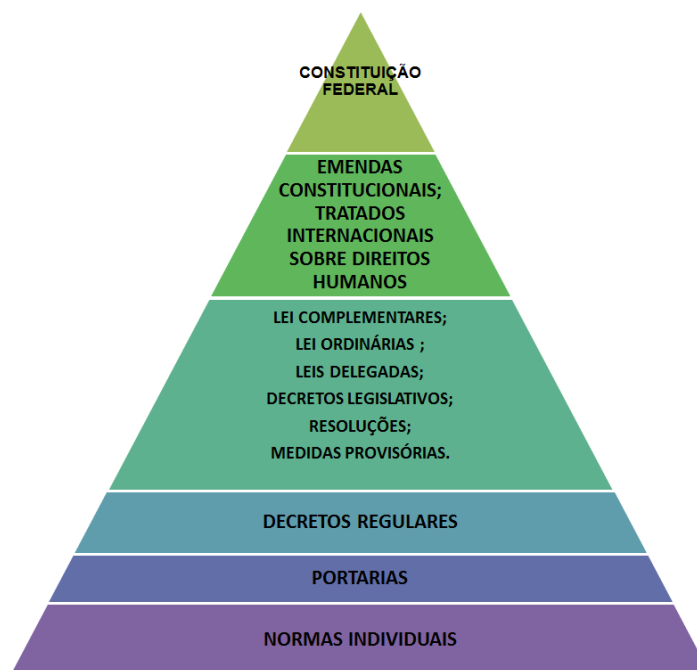 CONSTITUIÇÃO
FEDERAL
EMENDAS
CONSTITUCIONAIS;
TRATADOS
INTERNACIONAIS
SOBRE DIREITOS
HUMANOS
LEI COMPLEMENTARES;
LEI ORDINÁRIAS ;
LEIS DELEGADAS;
DECRETOS LEGISLATIVOS;
RESOLUÇÕES;
MEDIDAS PROVISÓRIAS.
DECRETOS REGULARES
PORTARIAS
NORMAS INDIVIDUAIS